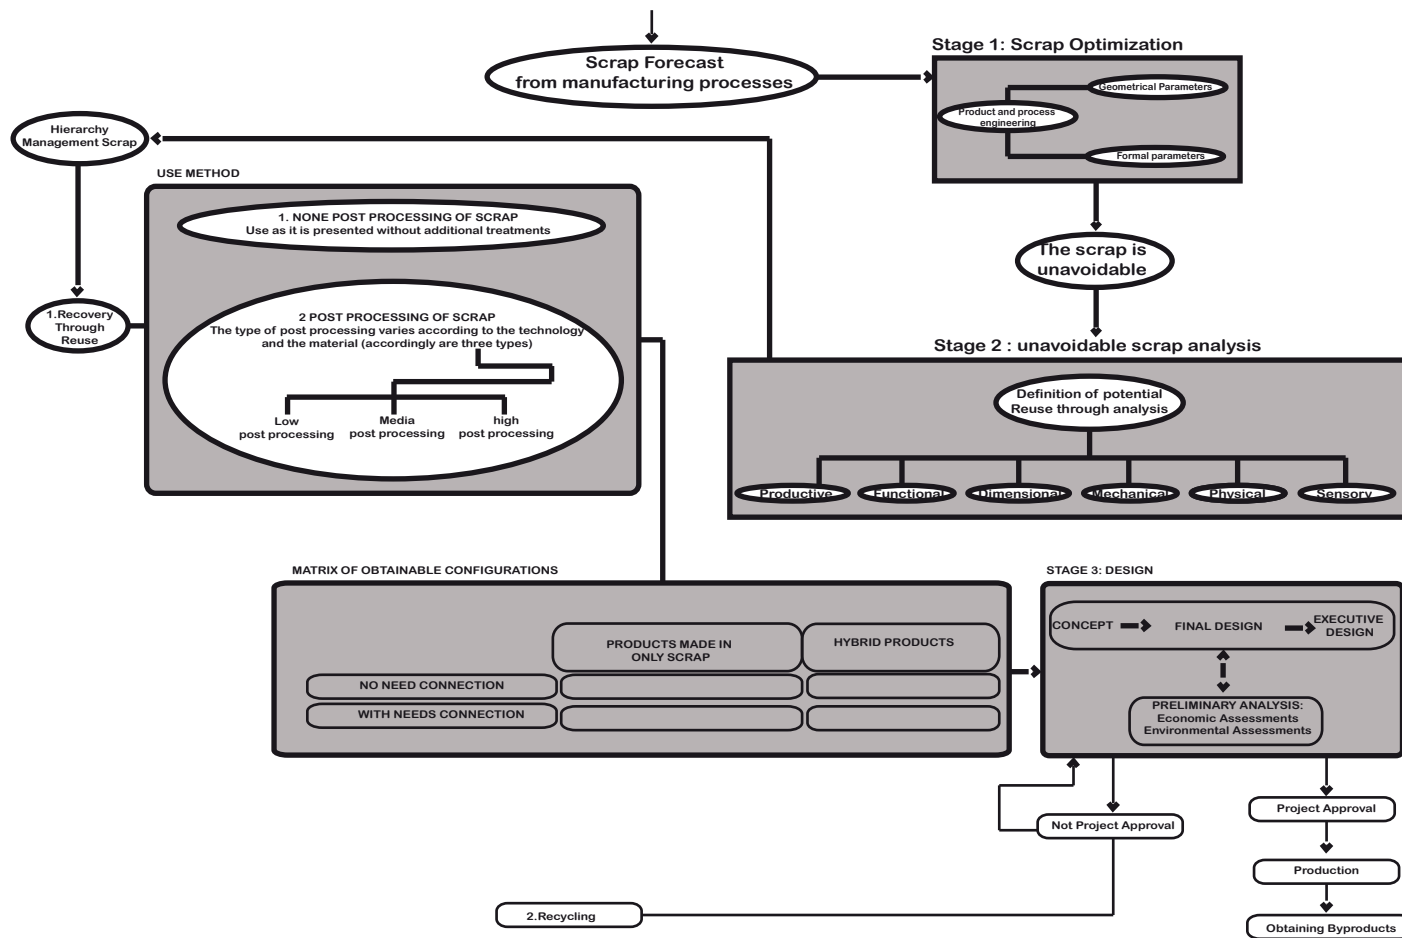 Scrap Forecast
from manufacturing processes
Stage 1: Scrap Optimization
Geometrical Parameters
Product and process
engineering
Formal parameters
Hierarchy
Management Scrap
The scrap is
unavoidable
USE METHOD
1. NONE POST PROCESSING OF SCRAP
Use as it is presented without additional treatments
1.Recovery
Through
Reuse
2 POST PROCESSING OF SCRAP
The type of post processing varies according to the technology
and the material (accordingly are three types)
Low
post processing
Media
post processing
high
post processing
Stage 2 : unavoidable scrap analysis
Definition of potential
Reuse through analysis
Productive
Functional
Dimensional
Mechanical
Physical
Sensory
MATRIX OF OBTAINABLE CONFIGURATIONS
PRODUCTS MADE IN
ONLY SCRAP
HYBRID PRODUCTS
NO NEED CONNECTION
WITH NEEDS CONNECTION
STAGE 3: DESIGN
CONCEPT
FINAL DESIGN
EXECUTIVE
DESIGN
PRELIMINARY ANALYSIS:
Economic Assessments
Environmental Assessments
Not Project Approval
Project Approval
Production
2.Recycling
Obtaining Byproducts